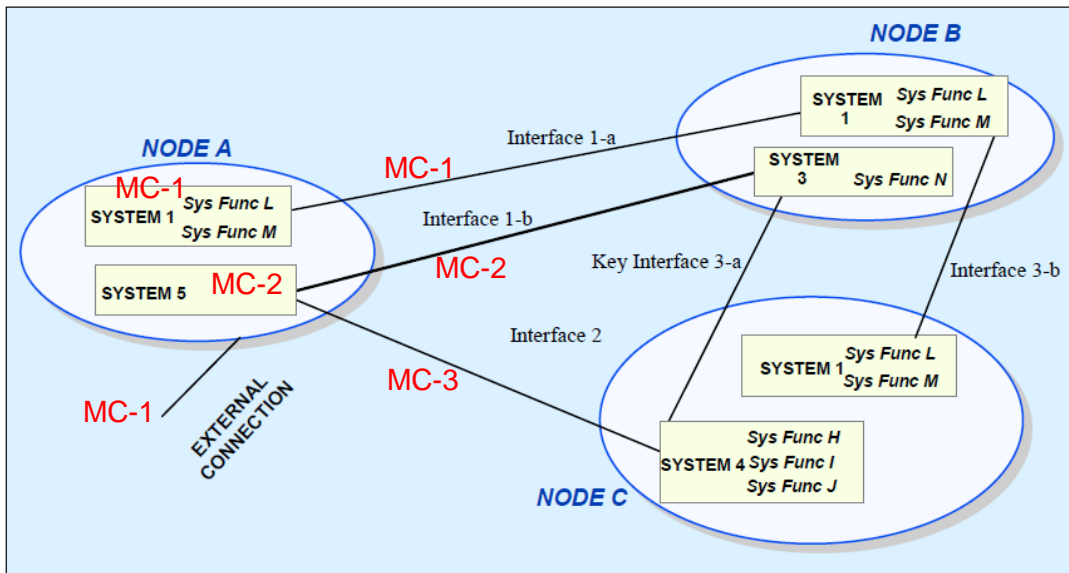 NODE B
SYSTEM
1
Sys Func L
Sys Func M
SYSTEM
3
Sys Func N
Interface 1-a
MC-1
NODE A
MC-1
SYSTEM 1
Sys Func L
Sys Func M
Interface 1-b
MC-2
SYSTEM 5
MC-2
Key Interface 3-a
Interface 3-b
Interface 2
MC-3
MC-1
EXTERNAL
CONNECTION
SYSTEM 1
Sys Func L
Sys Func M
SYSTEM 4
Sys Func H
Sys Func I
Sys Func J
NODE C